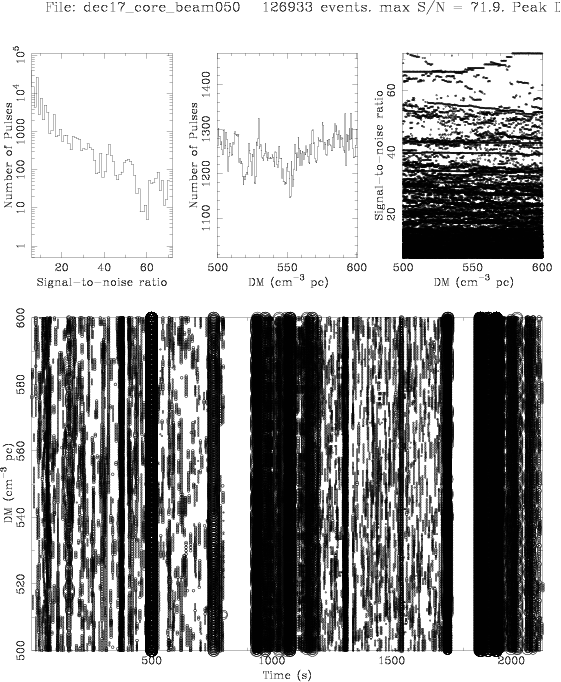 File: dec17_core_beam050 126933 events. max S/N = 71.9. Peak D
Number of Pulses
1
10
100
1000
10^4
10^5
20 40 60
Signal-to-noise ratio
Number of Pulses
1100
1200
1300
1400
500 550 600
DM (cm^-3 pc)
Signal-to-noise ratio
20
40
60
500 550 600
DM (cm^-3 pc)
DM (cm^-3 pc)
500
520
540
560
580
600
500 1000 1500 2000
Time (s)